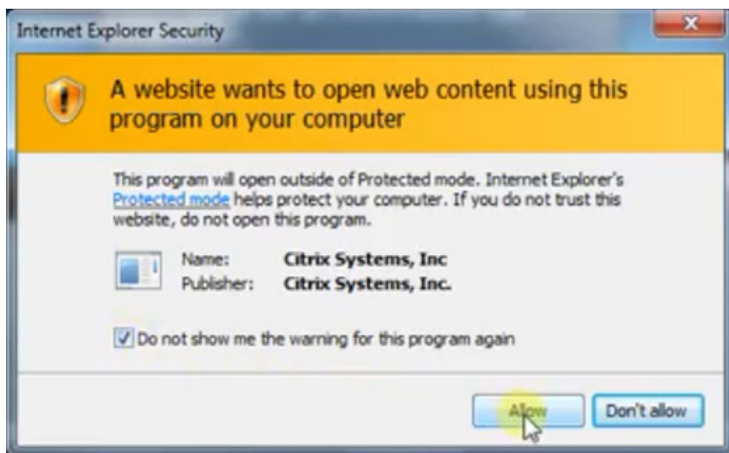 Internet Explorer Security
A website wants to open web content using this
program on your computer
This program will open outside of Protected mode. Internet Explorer's
Protected mode helps protect your computer. If you do not trust this
website, do not open this program.
Name: Citrix Systems, Inc
Publisher: Citrix Systems, Inc.
Do not show me the warning for this program again
Allow Don't allow